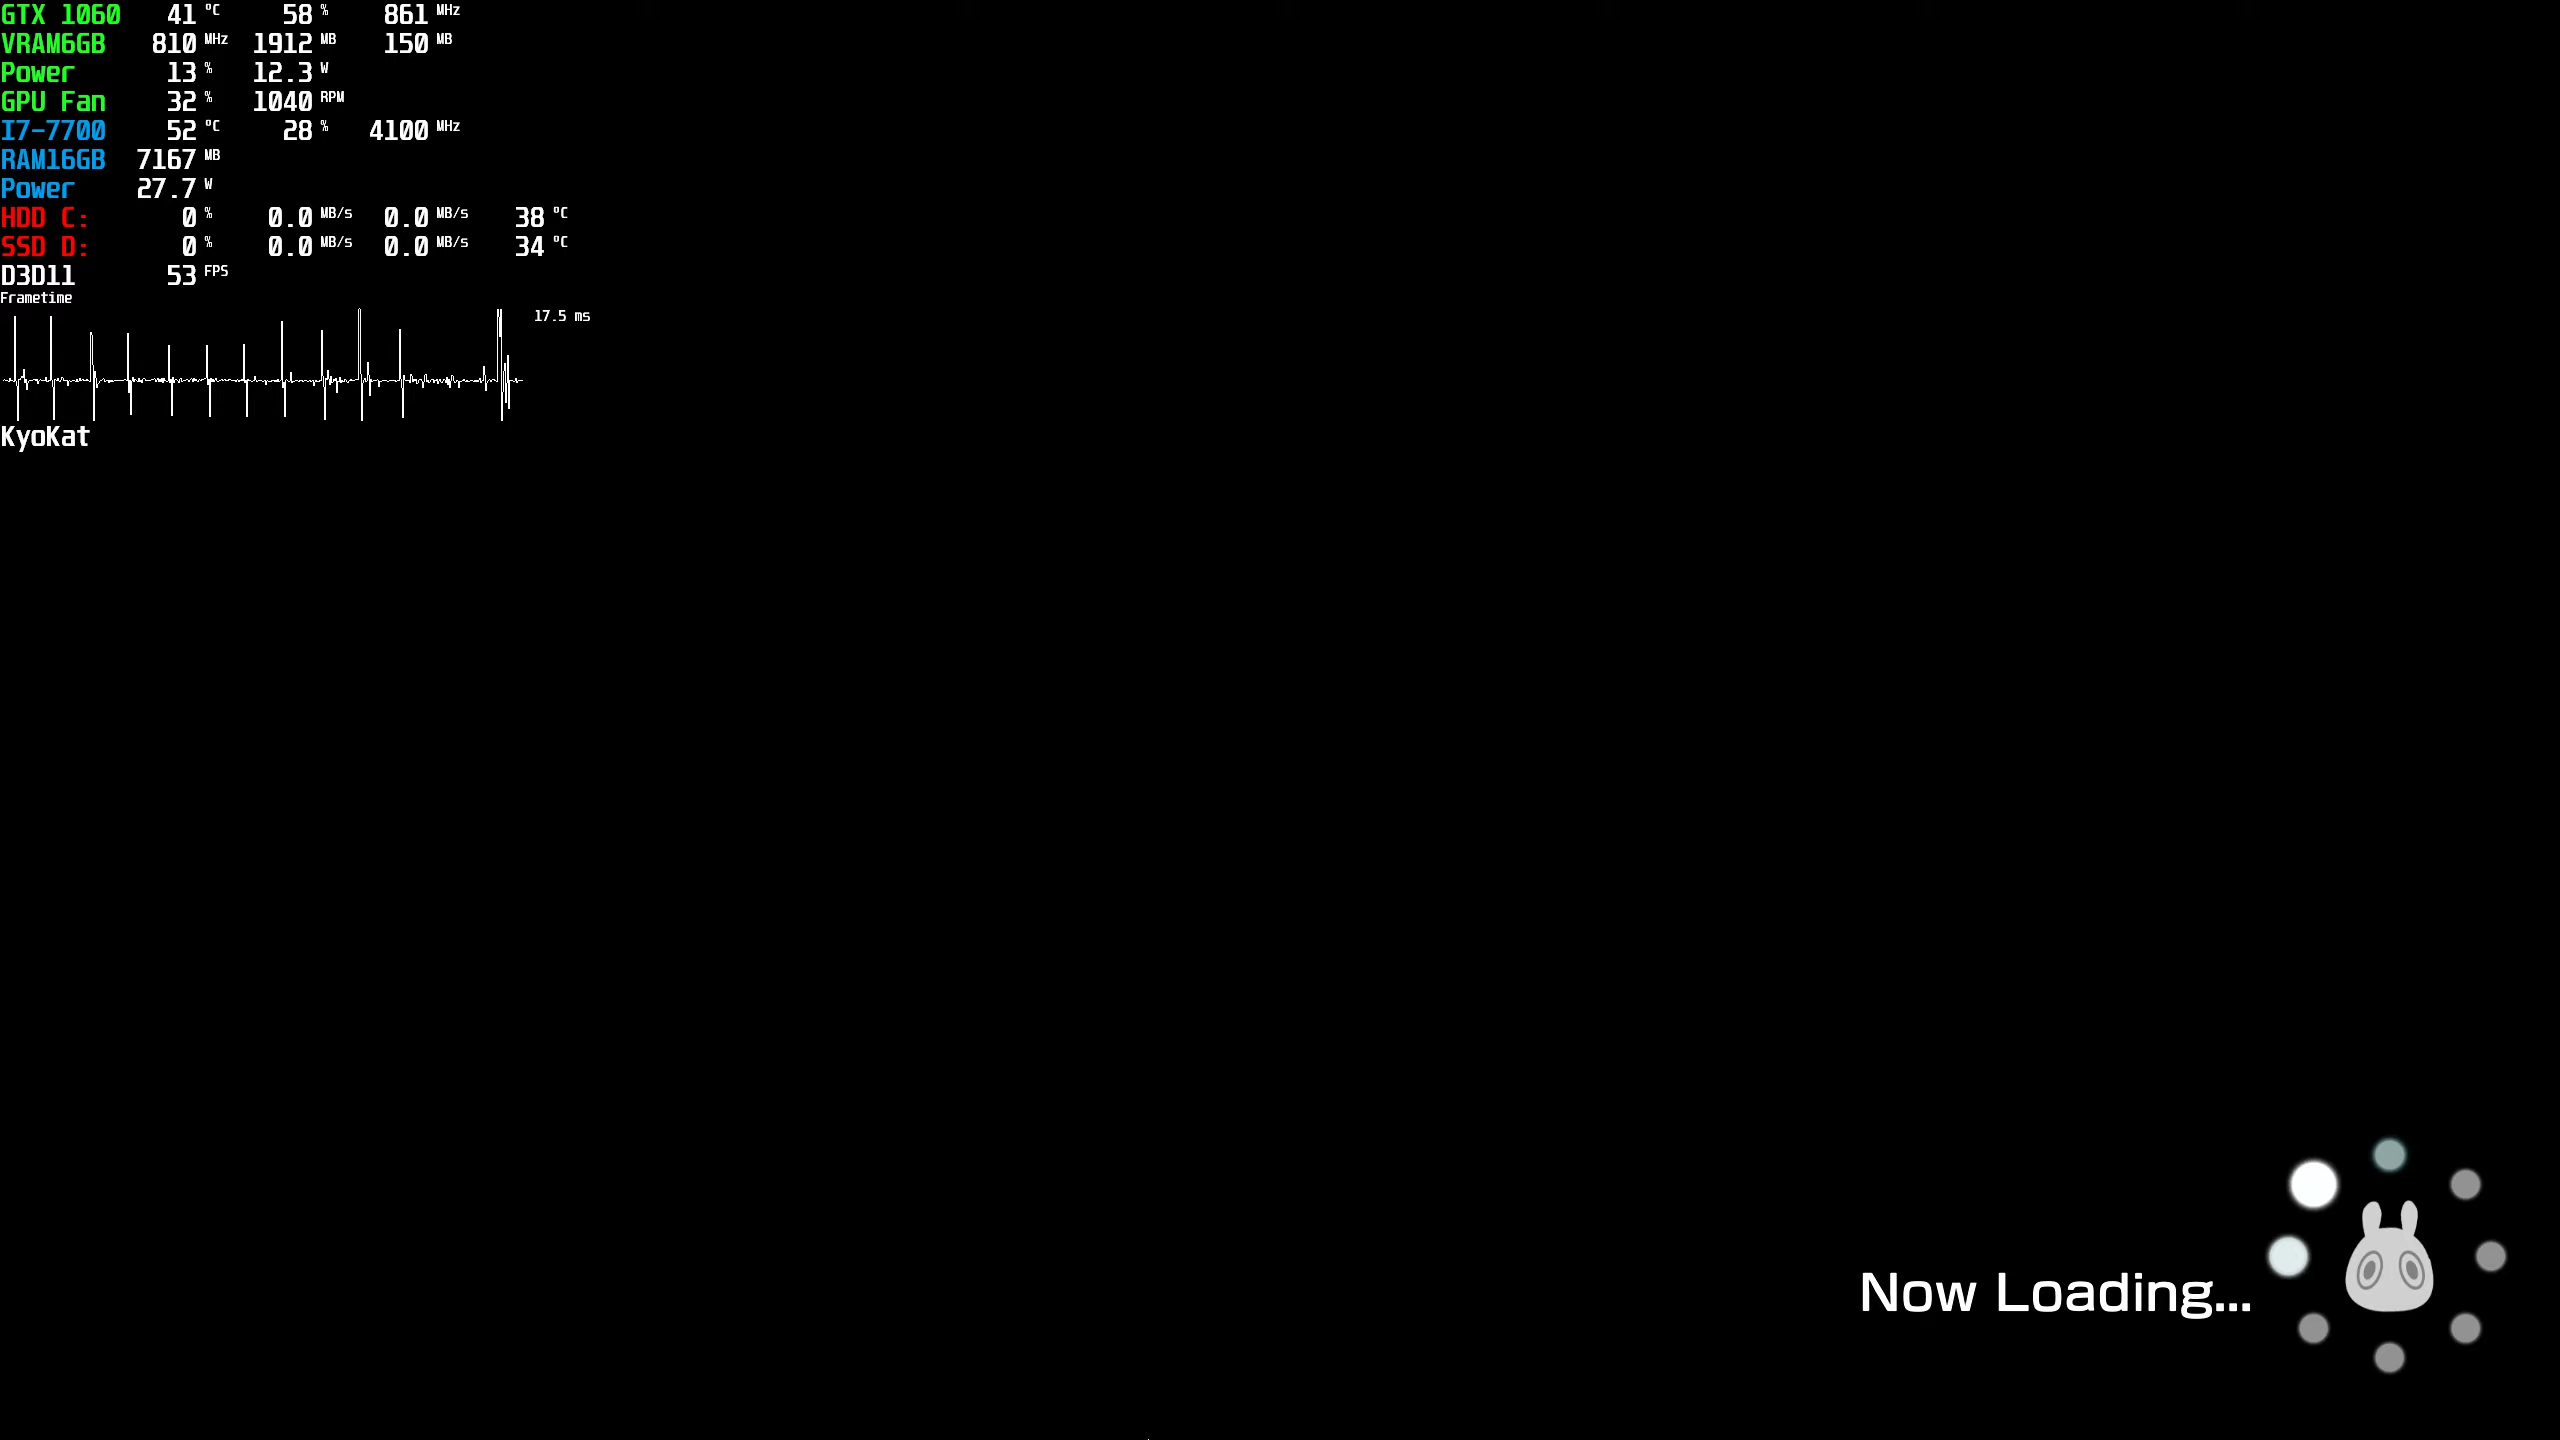 GTX 1060 41 °C 58 % 861 MHz
VRAM6GB 810 MHz 1912 MB 150 MB
Power 13 % 12.3 W
GPU Fan 32 % 1040 RPM
I7-7700 52 °C 28 % 4100 MHz
RAM16GB 7167 MB
Power 27.7 W
HDD C: 0 % 0.0 MB/s 0.0 MB/s 38 °C
SSD D: 0 % 0.0 MB/s 0.0 MB/s 34 °C
D3D11 53 FPS
Frametime
17.5 ms
KyoKat
Now Loading...